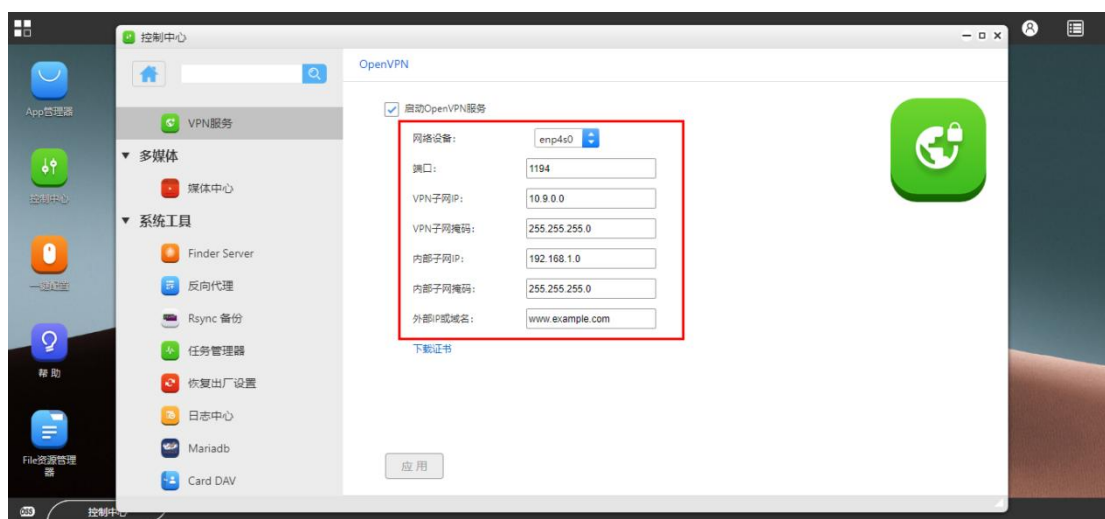 控制中心
OpenVPN
App管理器
启动OpenVPN服务
VPN服务
网络设备：
enp4s0
多媒体
端口：
1194
媒体中心
VPN子网IP：
10.9.0.0
控制中心
系统工具
VPN子网掩码：
255.255.255.0
Finder Server
内部子网IP：
192.168.1.0
反向代理
内部子网掩码：
255.255.255.0
Rsync 备份
外部IP或域名：
www.example.com
任务管理器
下载证书
帮 助
恢复出厂设置
日志中心
Mariadb
File资源管理
器
应 用
Card DAV
控制中心